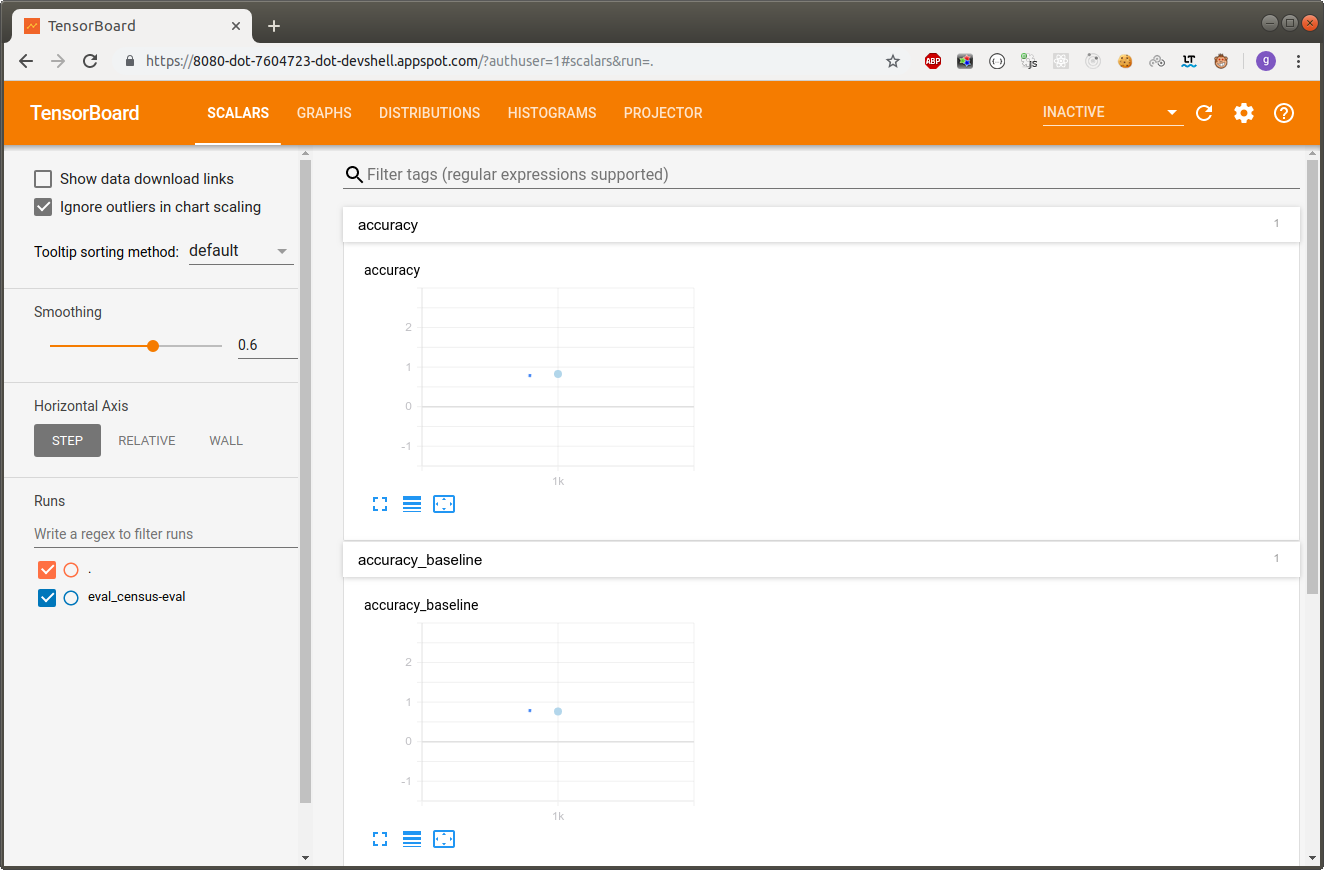 TensorBoard
https://8080-dot-7604723-dot-devshell.appspot.com/?authuser=1#scalars&run=.
ABP
js
LT
g
TensorBoard
SCALARS
GRAPHS
DISTRIBUTIONS
HISTOGRAMS
PROJECTOR
INACTIVE
Show data download links
Ignore outliers in chart scaling
Tooltip sorting method: default
Smoothing
0.6
Horizontal Axis
STEP
RELATIVE
WALL
Runs
Write a regex to filter runs
.
eval_census-eval
Filter tags (regular expressions supported)
accuracy
1
accuracy
2
1
0
-1
1k
accuracy_baseline
1
accuracy_baseline
2
1
0
-1
1k